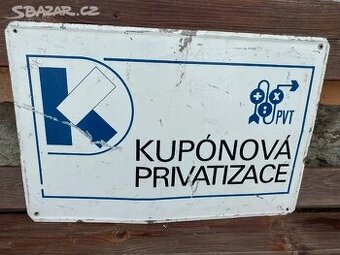 SBAZAR.CZ
PVT
KUPÓNOVÁ
PRIVATIZACE